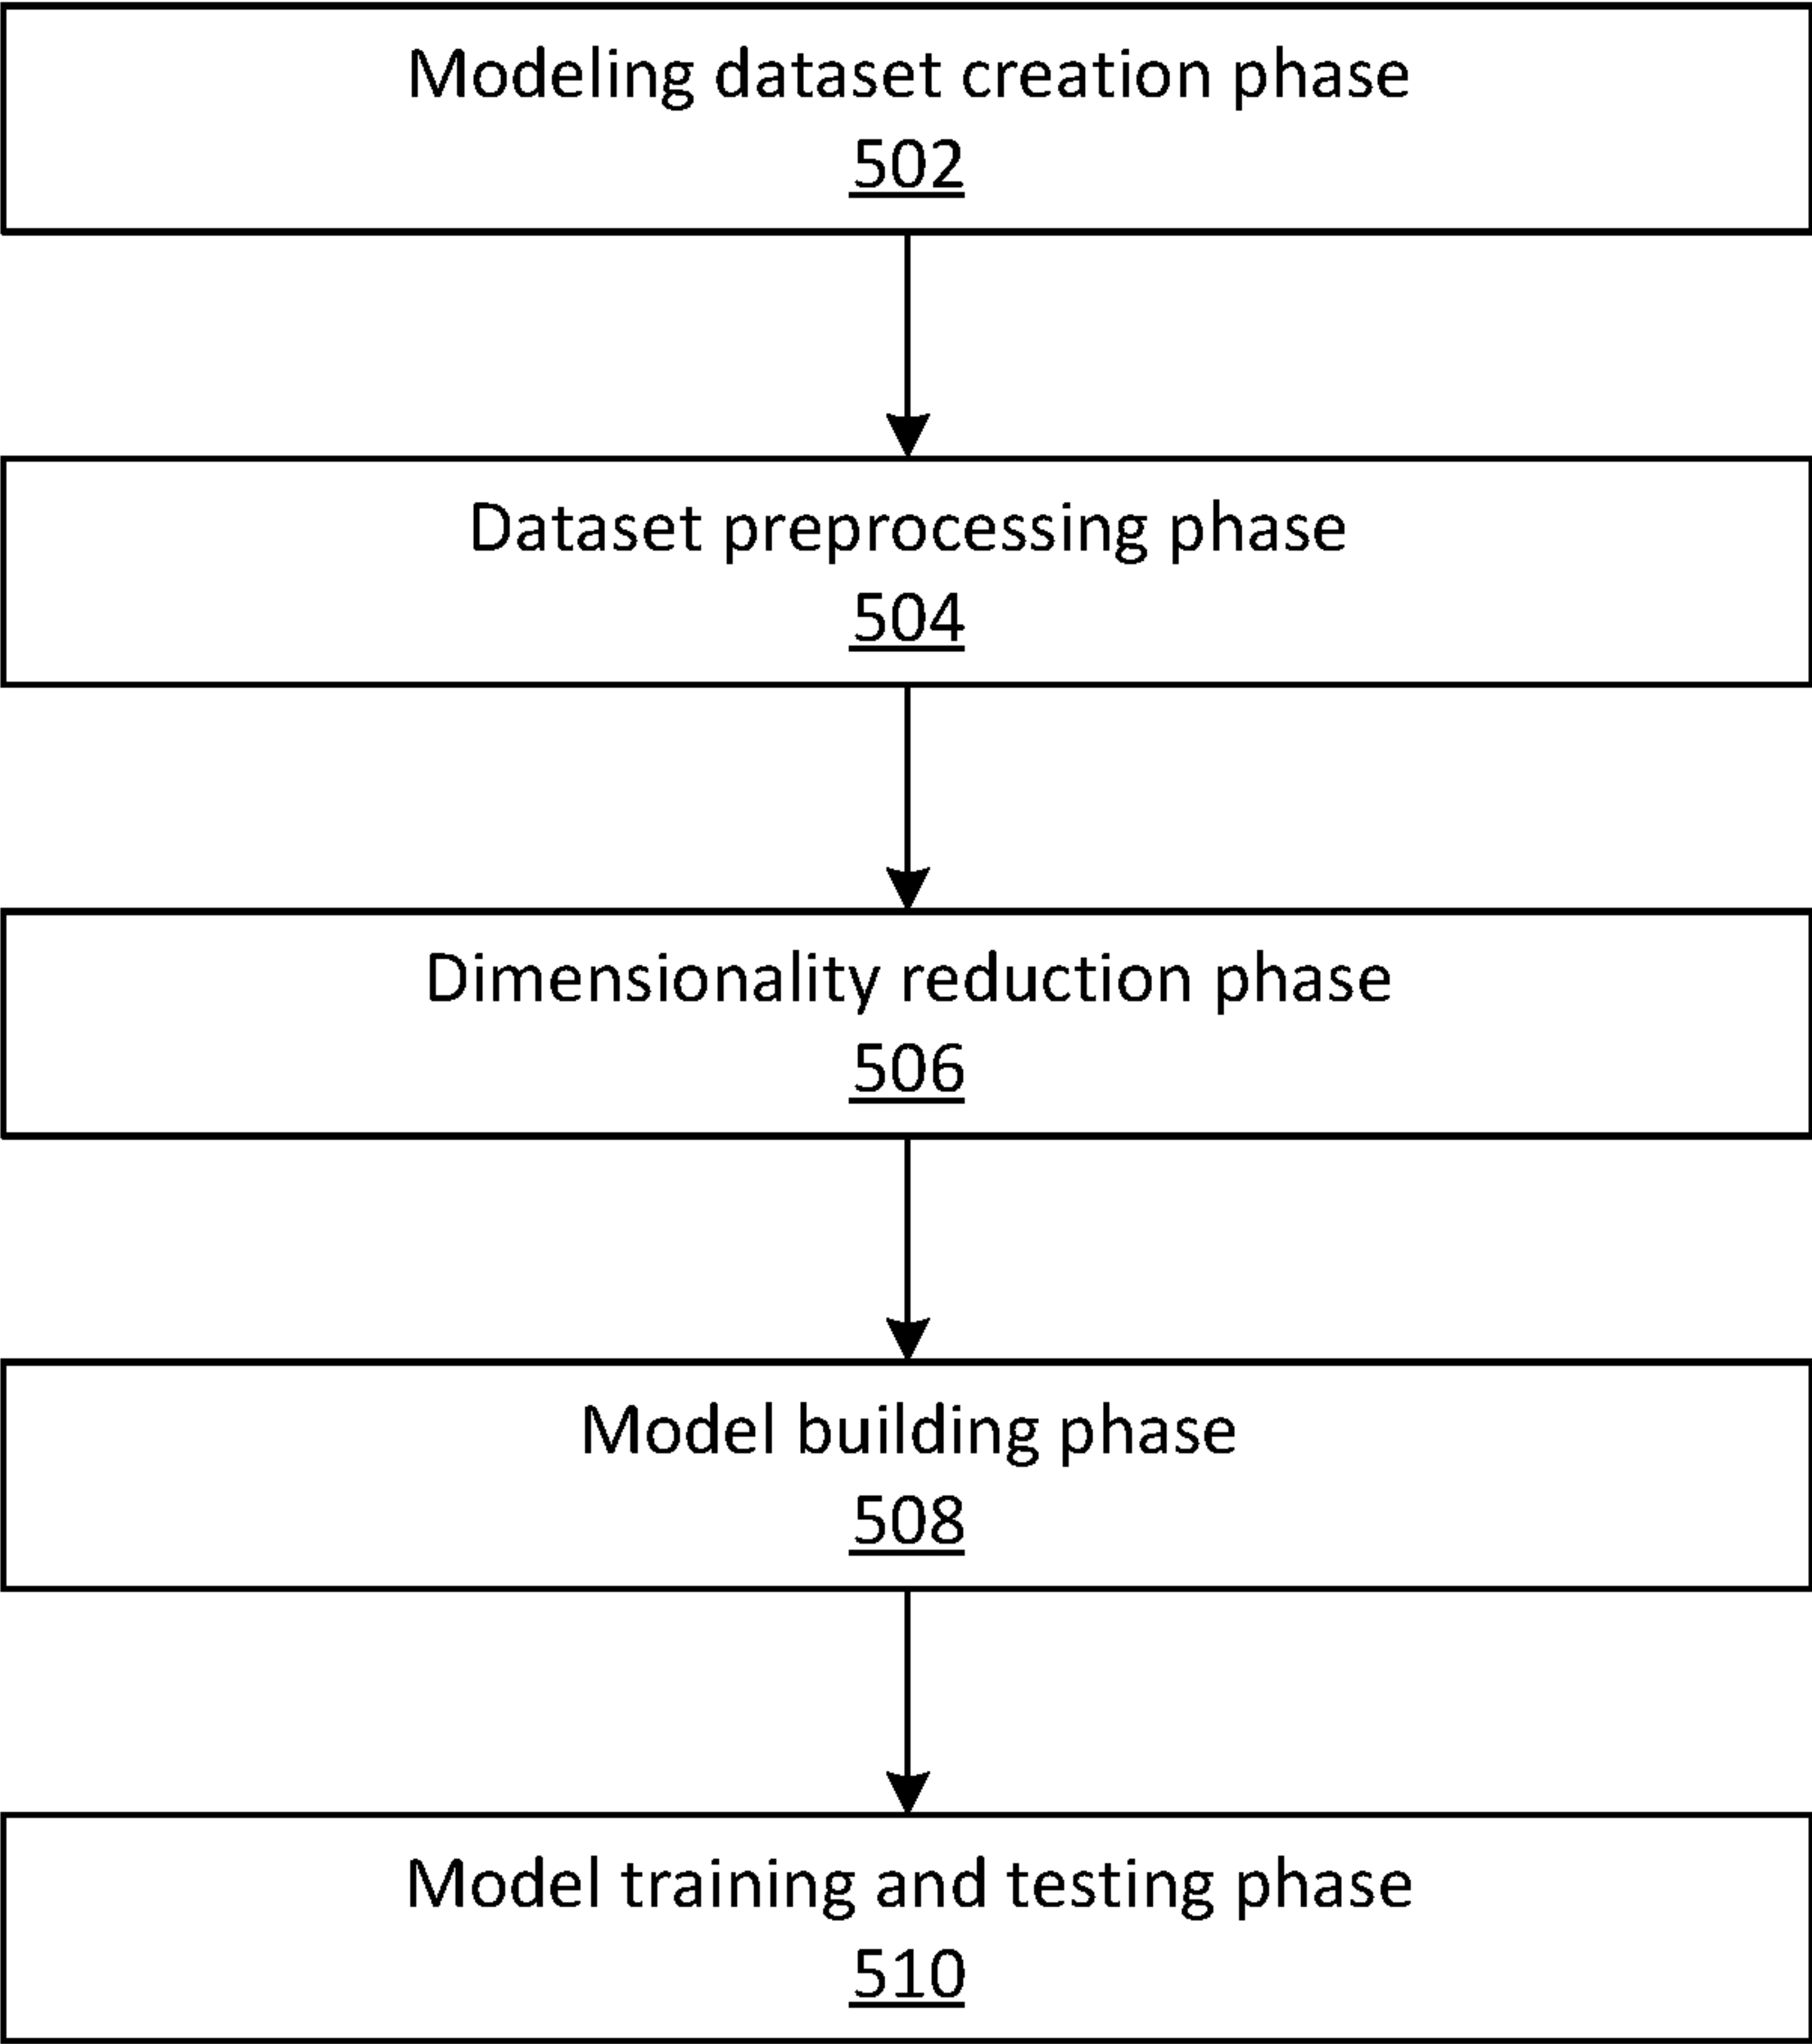 Modeling dataset creation phase
502
Dataset preprocessing phase
504
Dimensionality reduction phase
506
Model building phase
508
Model training and testing phase
510